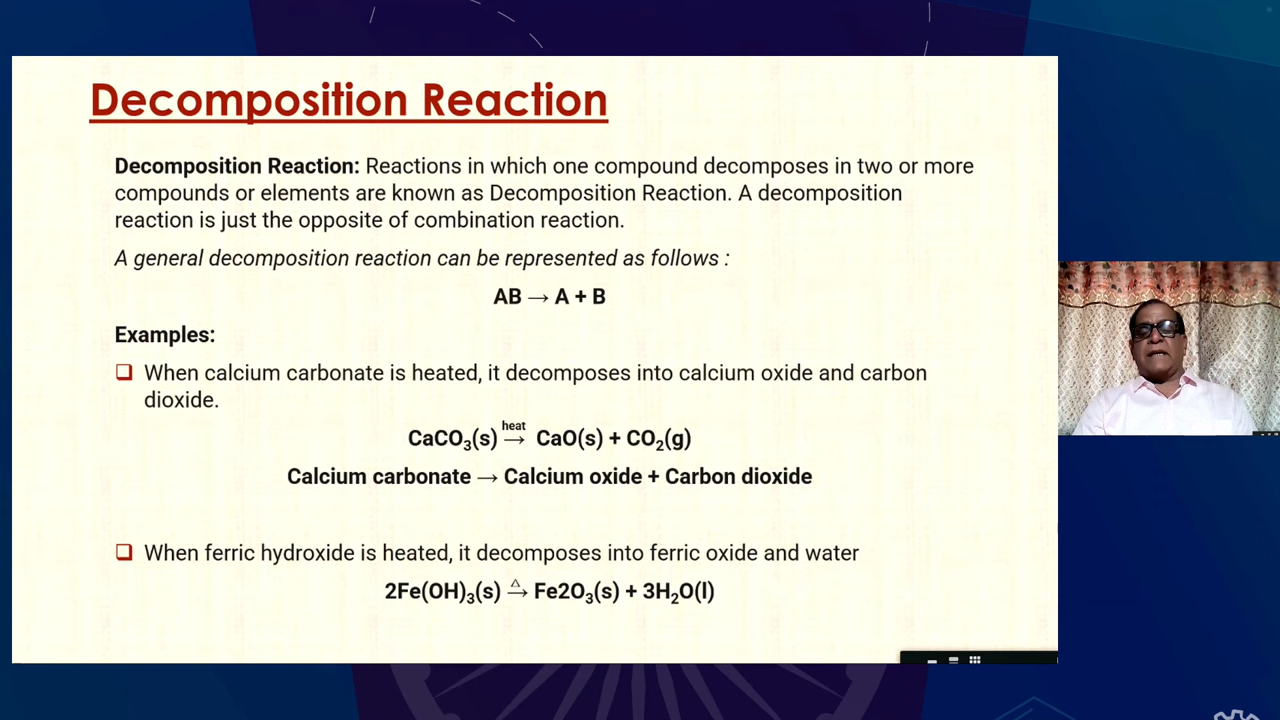 Decomposition Reaction
Decomposition Reaction: Reactions in which one compound decomposes in two or more
compounds or elements are known as Decomposition Reaction. A decomposition
reaction is just the opposite of combination reaction.
A general decomposition reaction can be represented as follows :
AB → A + B
Examples:
❑ When calcium carbonate is heated, it decomposes into calcium oxide and carbon
dioxide.
heat
CaCO₃(s) → CaO(s) + CO₂(g)
Calcium carbonate → Calcium oxide + Carbon dioxide
❑ When ferric hydroxide is heated, it decomposes into ferric oxide and water
△
2Fe(OH)₃(s) → Fe2O₃(s) + 3H₂O(l)